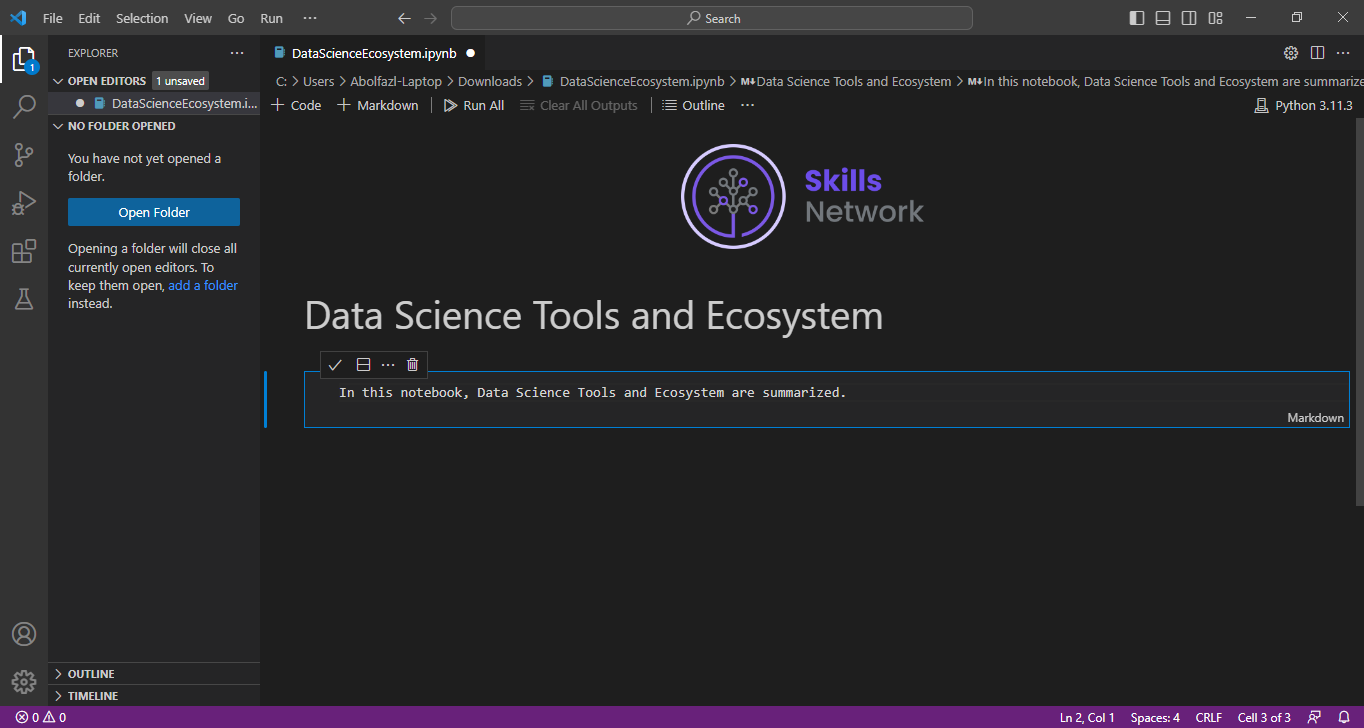 File Edit Selection View Go Run ··· Search
EXPLORER ···
OPEN EDITORS 1 unsaved
DataScienceEcosystem.i...
NO FOLDER OPENED
You have not yet opened a
folder.
Open Folder
Opening a folder will close all
currently open editors. To
keep them open, add a folder
instead.
OUTLINE
TIMELINE
1
DataScienceEcosystem.ipynb
C: > Users > Abolfazl-Laptop > Downloads > DataScienceEcosystem.ipynb > M↓Data Science Tools and Ecosystem > M↓In this notebook, Data Science Tools and Ecosystem are summarize
+ Code + Markdown | Run All Clear All Outputs | Outline ··· Python 3.11.3
Skills
Network
Data Science Tools and Ecosystem
In this notebook, Data Science Tools and Ecosystem are summarized.
Markdown
0 0 Ln 2, Col 1 Spaces: 4 CRLF Cell 3 of 3